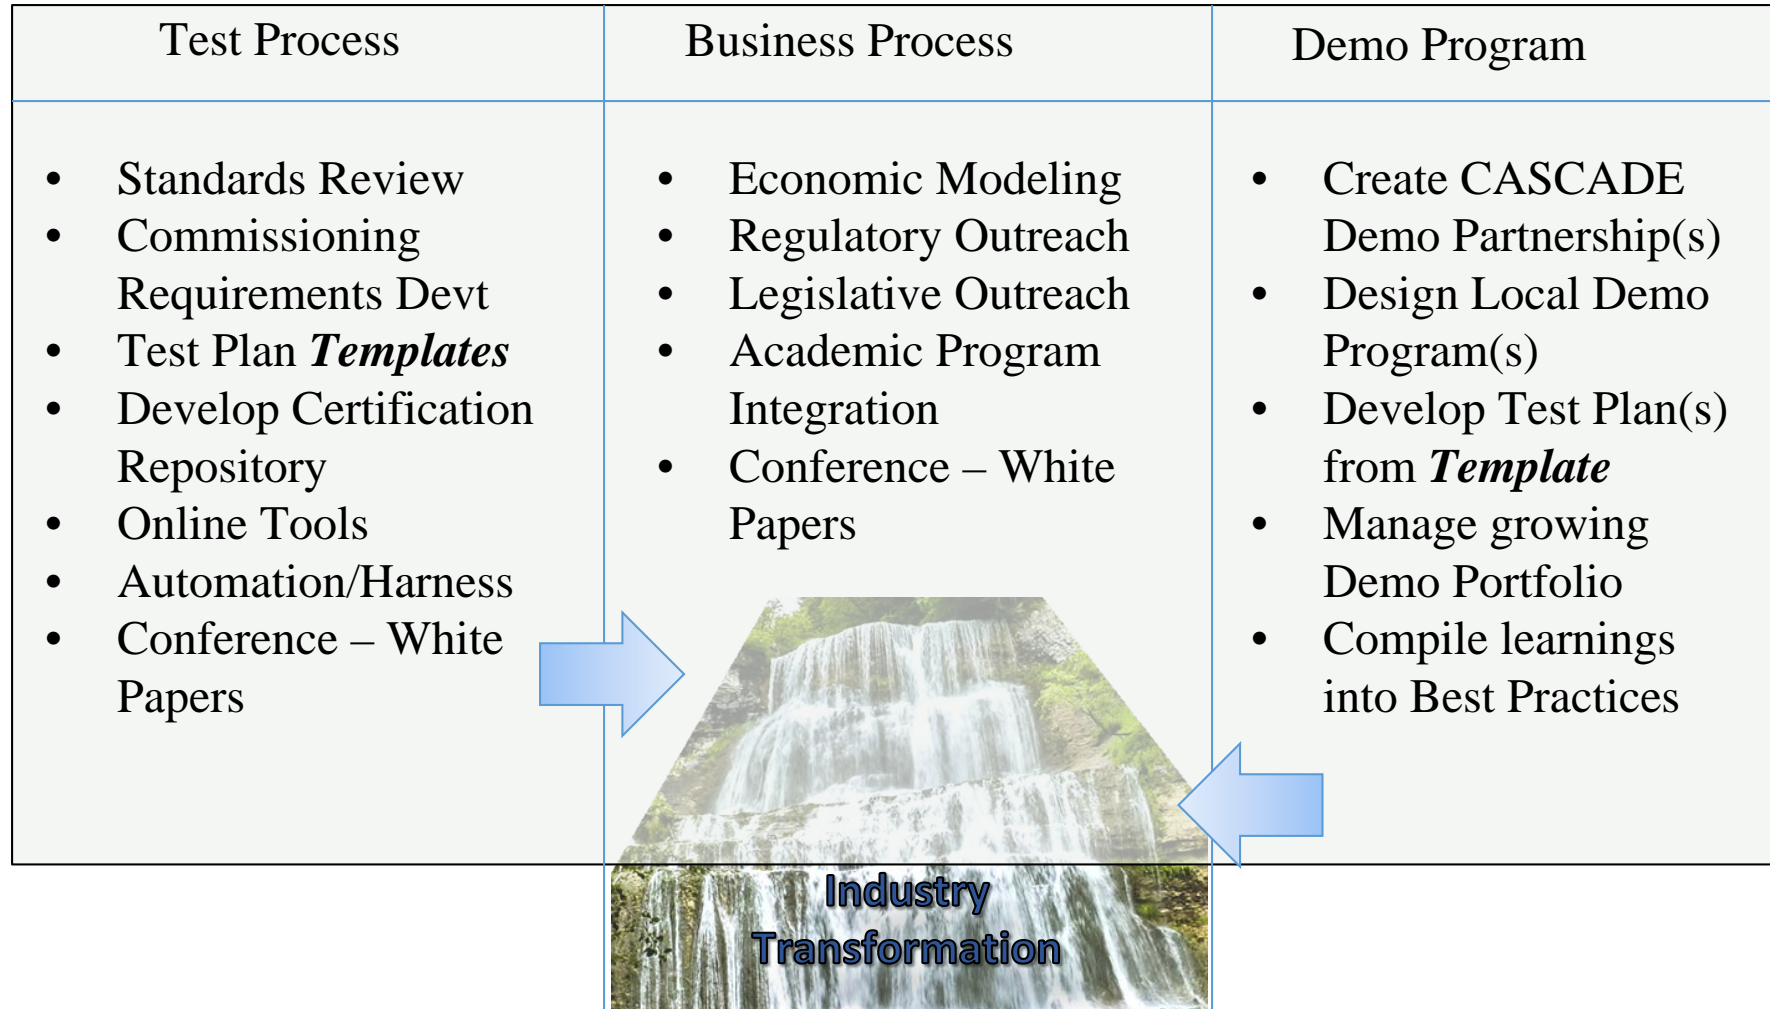 Test Process
Business Process
Demo Program
• Standards Review
• Commissioning
Requirements Devt
• Test Plan Templates
• Develop Certification
Repository
• Online Tools
• Automation/Harness
• Conference – White
Papers
• Economic Modeling
• Regulatory Outreach
• Legislative Outreach
• Academic Program
Integration
• Conference – White
Papers
• Create CASCADE
Demo Partnership(s)
• Design Local Demo
Program(s)
• Develop Test Plan(s)
from Template
• Manage growing
Demo Portfolio
• Compile learnings
into Best Practices
Industry
Transformation